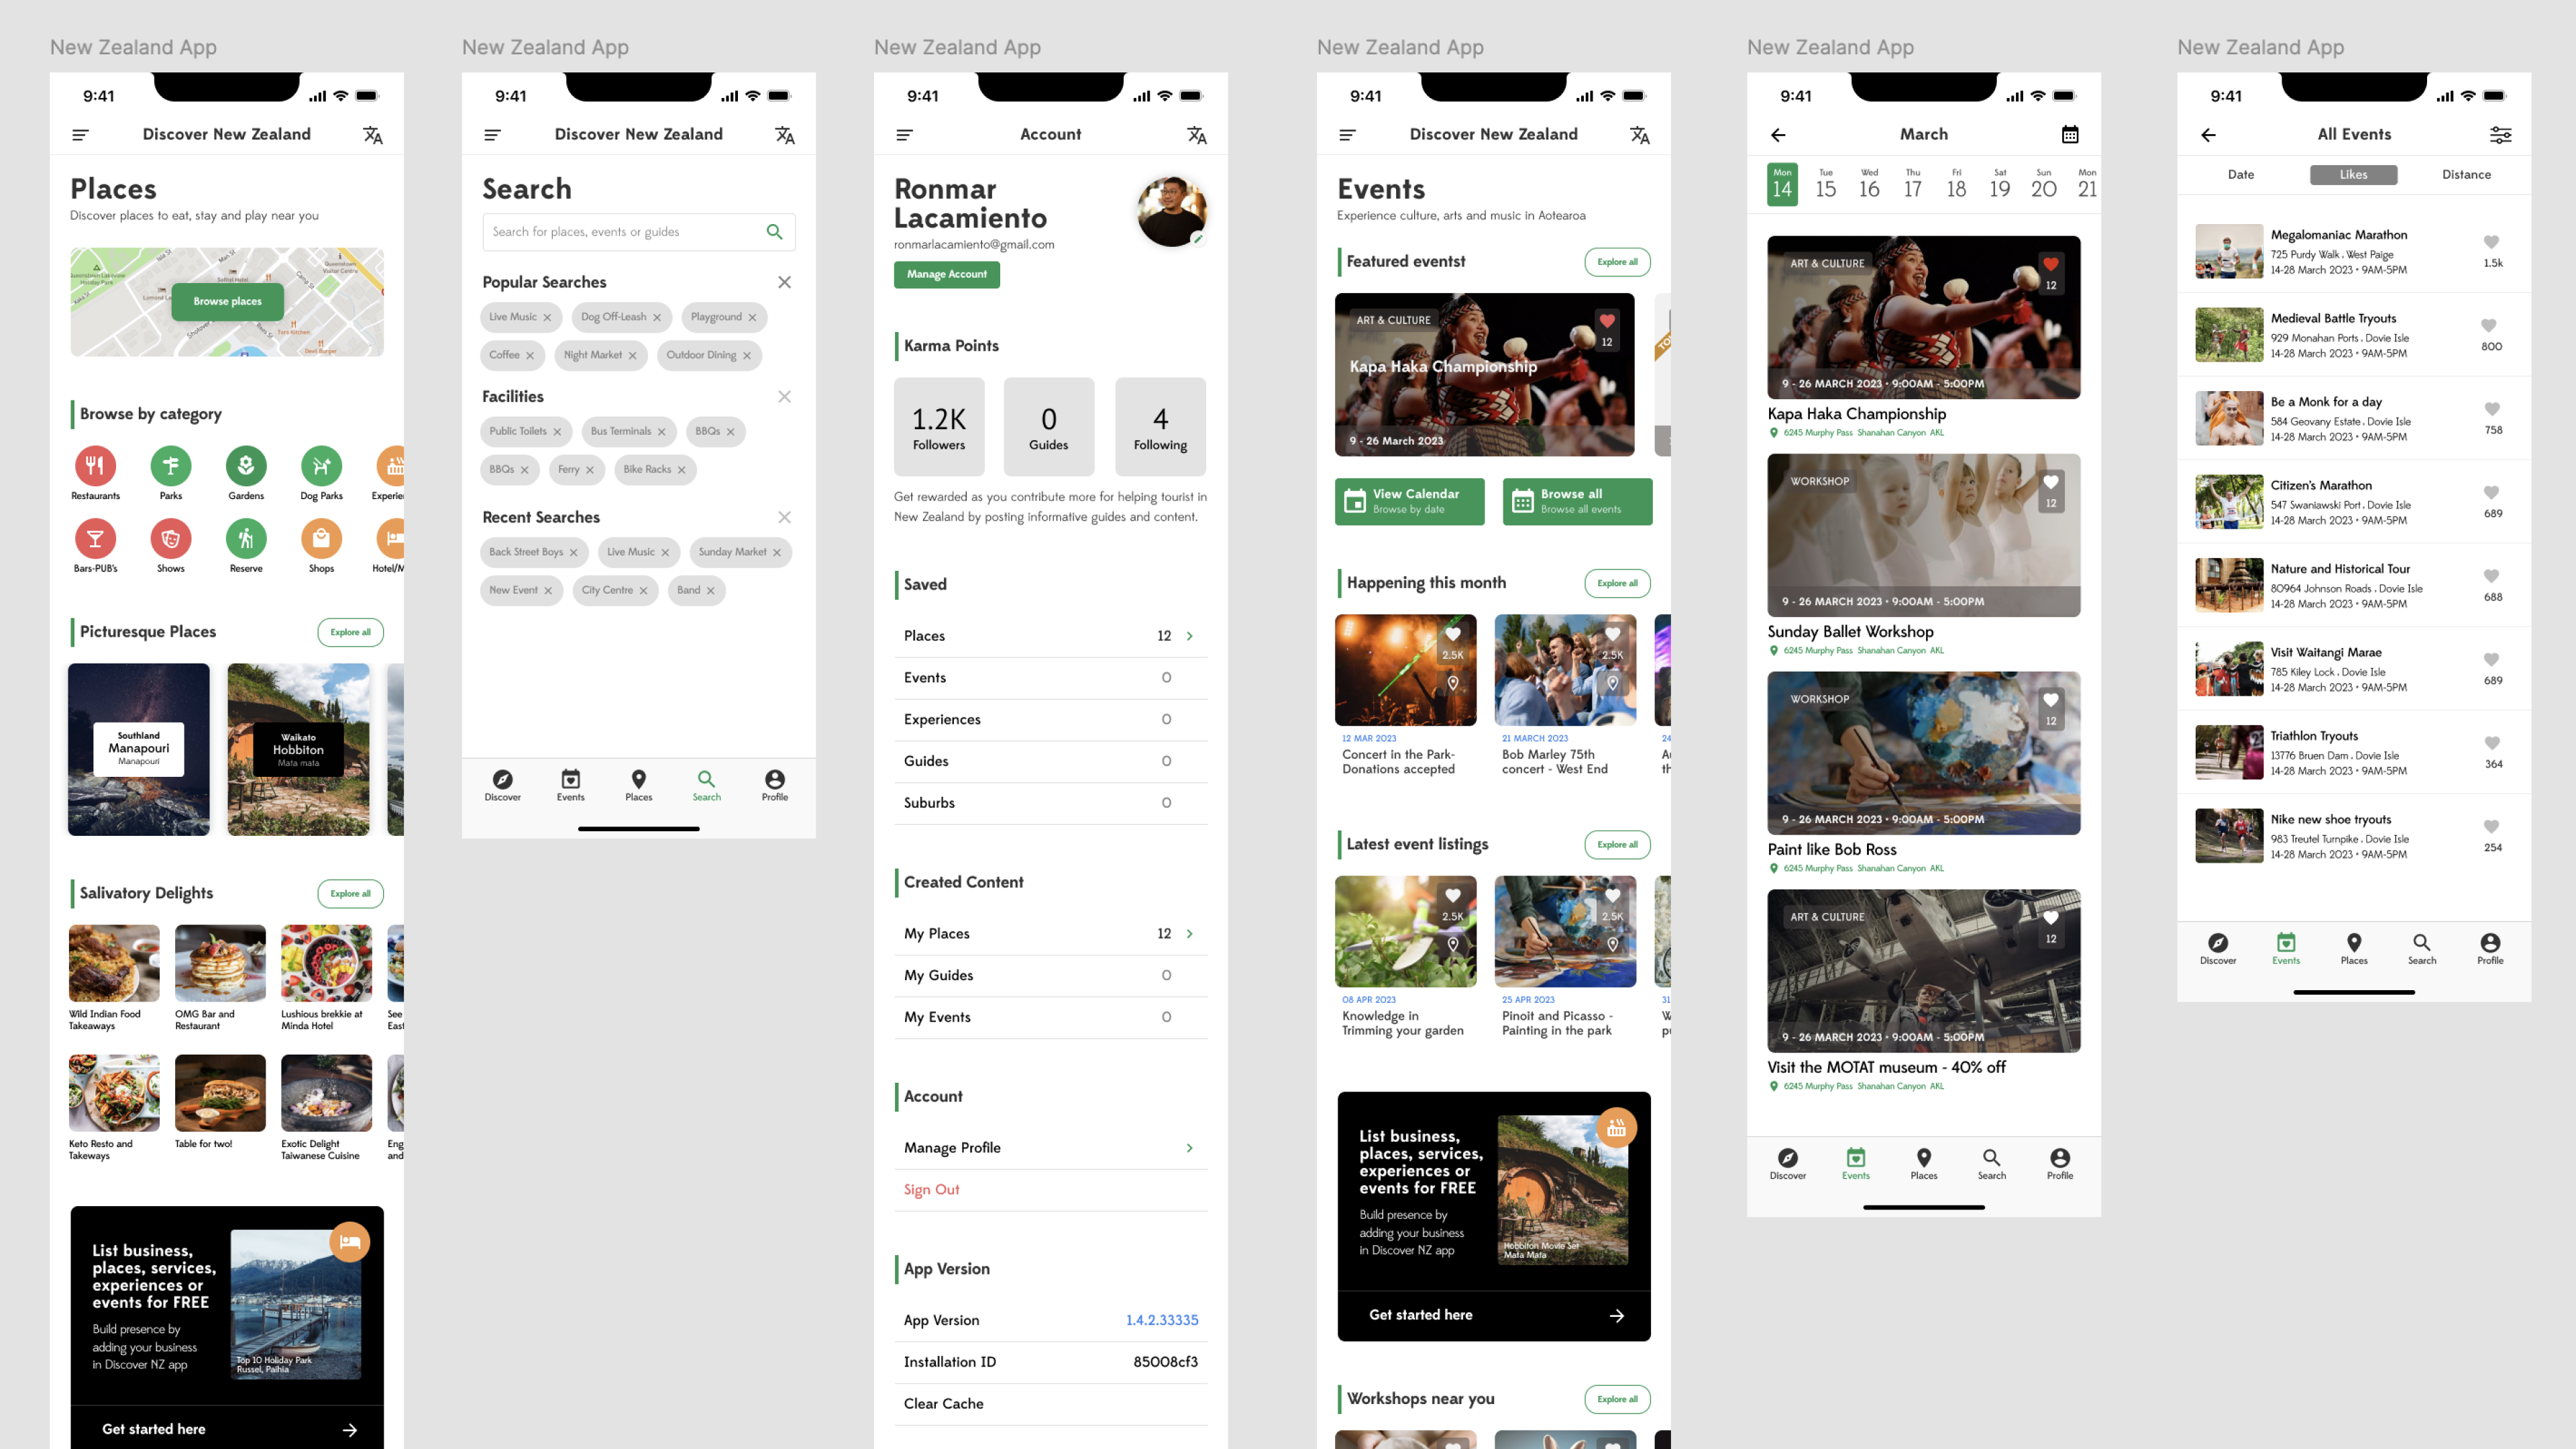 New Zealand App
9:41
Discover New Zealand
Places
Discover places to eat, stay and play near you
Queenstown Lakeview
Holiday Park
Man St
Sofitel Hotel
Queenstown
Visitor Centre
Browse places
Fare Kitchen
Devil Burger
Browse by category
Restaurants
Parks
Gardens
Dog Parks
Experie
Bars-PUB's
Shows
Reserve
Shops
Hotel/M
Picturesque Places
Explore all
Southland
Manapouri
Manapouri
Waikato
Hobbiton
Mata mata
Salivatory Delights
Explore all
Wild Indian Food
Takeaways
OMG Bar and
Restaurant
Lushious brekkie at
Minda Hotel
See
East
Keto Resto and
Takeways
Table for two!
Exotic Delight
Taiwanese Cuisine
Eng
and
List business,
places, services,
experiences or
events for FREE
Build presence by
adding your business
in Discover NZ app
Top 10 Holiday Park
Russel, Paihia
Get started here
New Zealand App
9:41
Discover New Zealand
Search
Search for places, events or guides
Popular Searches
Live Music
Dog Off-Leash
Playground
Coffee
Night Market
Outdoor Dining
Facilities
Public Toilets
Bus Terminals
BBQs
BBQs
Ferry
Bike Racks
Recent Searches
Back Street Boys
Live Music
Sunday Market
New Event
City Centre
Band
Discover
Events
Places
Search
Profile
New Zealand App
9:41
Account
Ronmar
Lacamiento
ronmarlacamiento@gmail.com
Manage Account
Karma Points
1.2K
Followers
0
Guides
4
Following
Get rewarded as you contribute more for helping tourist in
New Zealand by posting informative guides and content.
Saved
Places 12
Events 0
Experiences 0
Guides 0
Suburbs 0
Created Content
My Places 12
My Guides 0
My Events 0
Account
Manage Profile
Sign Out
App Version
App Version 1.4.2.33335
Installation ID 85008cf3
Clear Cache
New Zealand App
9:41
Discover New Zealand
Events
Experience culture, arts and music in Aotearoa
Featured eventst
Explore all
ART & CULTURE
12
Kapa Haka Championship
9 - 26 March 2023
TO
View Calendar
Browse by date
Browse all
Browse all events
Happening this month
Explore all
2.5K
2.5K
12 MAR 2023
Concert in the Park-
Donations accepted
21 MARCH 2023
Bob Marley 75th
concert - West End
24
A
th
Latest event listings
Explore all
2.5K
2.5K
08 APR 2023
Knowledge in
Trimming your garden
25 APR 2023
Pinoit and Picasso -
Painting in the park
31
W
pu
List business,
places, services,
experiences or
events for FREE
Build presence by
adding your business
in Discover NZ app
Hobbiton Movie Set
Mata Mata
Get started here
Workshops near you
Explore all
New Zealand App
9:41
March
Mon Tue Wed Thu Fri Sat Sun Mon
14 15 16 17 18 19 20 21
ART & CULTURE
12
9 - 26 MARCH 2023 • 9:00AM - 5:00PM
Kapa Haka Championship
6245 Murphy Pass Shanahan Canyon AKL
WORKSHOP
12
9 - 26 MARCH 2023 • 9:00AM - 5:00PM
Sunday Ballet Workshop
6245 Murphy Pass Shanahan Canyon AKL
WORKSHOP
12
9 - 26 MARCH 2023 • 9:00AM - 5:00PM
Paint like Bob Ross
6245 Murphy Pass Shanahan Canyon AKL
ART & CULTURE
12
9 - 26 MARCH 2023 • 9:00AM - 5:00PM
Visit the MOTAT museum - 40% off
6245 Murphy Pass Shanahan Canyon AKL
Discover
Events
Places
Search
Profile
New Zealand App
9:41
All Events
Date
Likes
Distance
Megalomaniac Marathon
725 Purdy Walk . West Paige
14-28 March 2023 • 9AM-5PM
1.5k
Medieval Battle Tryouts
929 Monahan Ports . Dovie Isle
14-28 March 2023 • 9AM-5PM
800
Be a Monk for a day
584 Geovany Estate . Dovie Isle
14-28 March 2023 • 9AM-5PM
758
Citizen's Marathon
547 Swaniawski Port . Dovie Isle
14-28 March 2023 • 9AM-5PM
689
Nature and Historical Tour
80964 Johnson Roads . Dovie Isle
14-28 March 2023 • 9AM-5PM
688
Visit Waitangi Marae
785 Kiley Lock . Dovie Isle
14-28 March 2023 • 9AM-5PM
689
Triathlon Tryouts
13776 Bruen Dam . Dovie Isle
14-28 March 2023 • 9AM-5PM
364
Nike new shoe tryouts
983 Treutel Turnpike . Dovie Isle
14-28 March 2023 • 9AM-5PM
254
Discover
Events
Places
Search
Profile